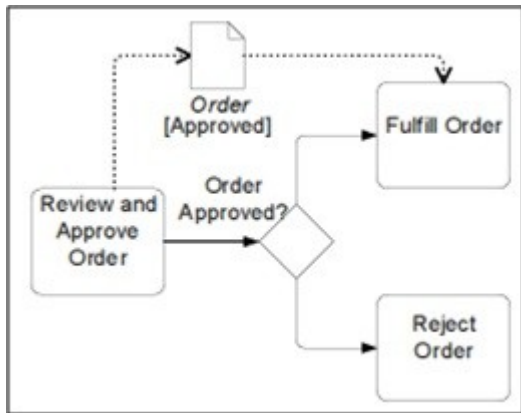 Order
[Approved]
Fulfill Order
Order
Approved?
Review and
Approve
Order
Reject
Order